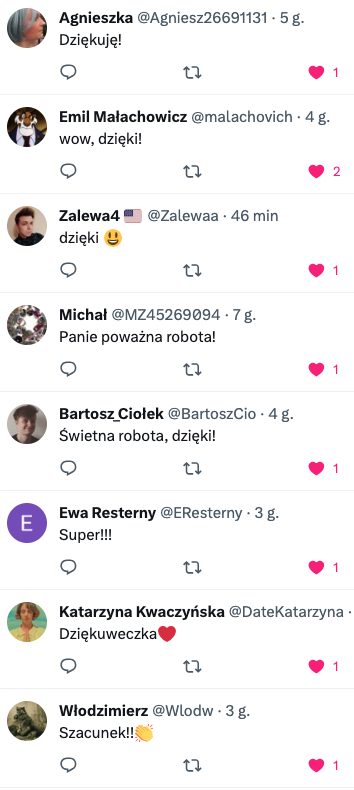 Agnieszka @Agniesz26691131 · 5 g.
Dziękuję!
1
Emil Małachowicz @malachovich · 4 g.
wow, dzięki!
2
Zalewa4 🇺🇸 @Zalewaa · 46 min
dzięki 😃
1
Michał @MZ45269094 · 7 g.
Panie poważna robota!
1
Bartosz_Ciołek @BartoszCio · 4 g.
Świetna robota, dzięki!
1
E
Ewa Resterny @EResterny · 3 g.
Super!!!
1
Katarzyna Kwaczyńska @DateKatarzyna ·
Dziękuweczka❤️
1
Włodzimierz @Wlodw · 3 g.
Szacunek!!👏
1